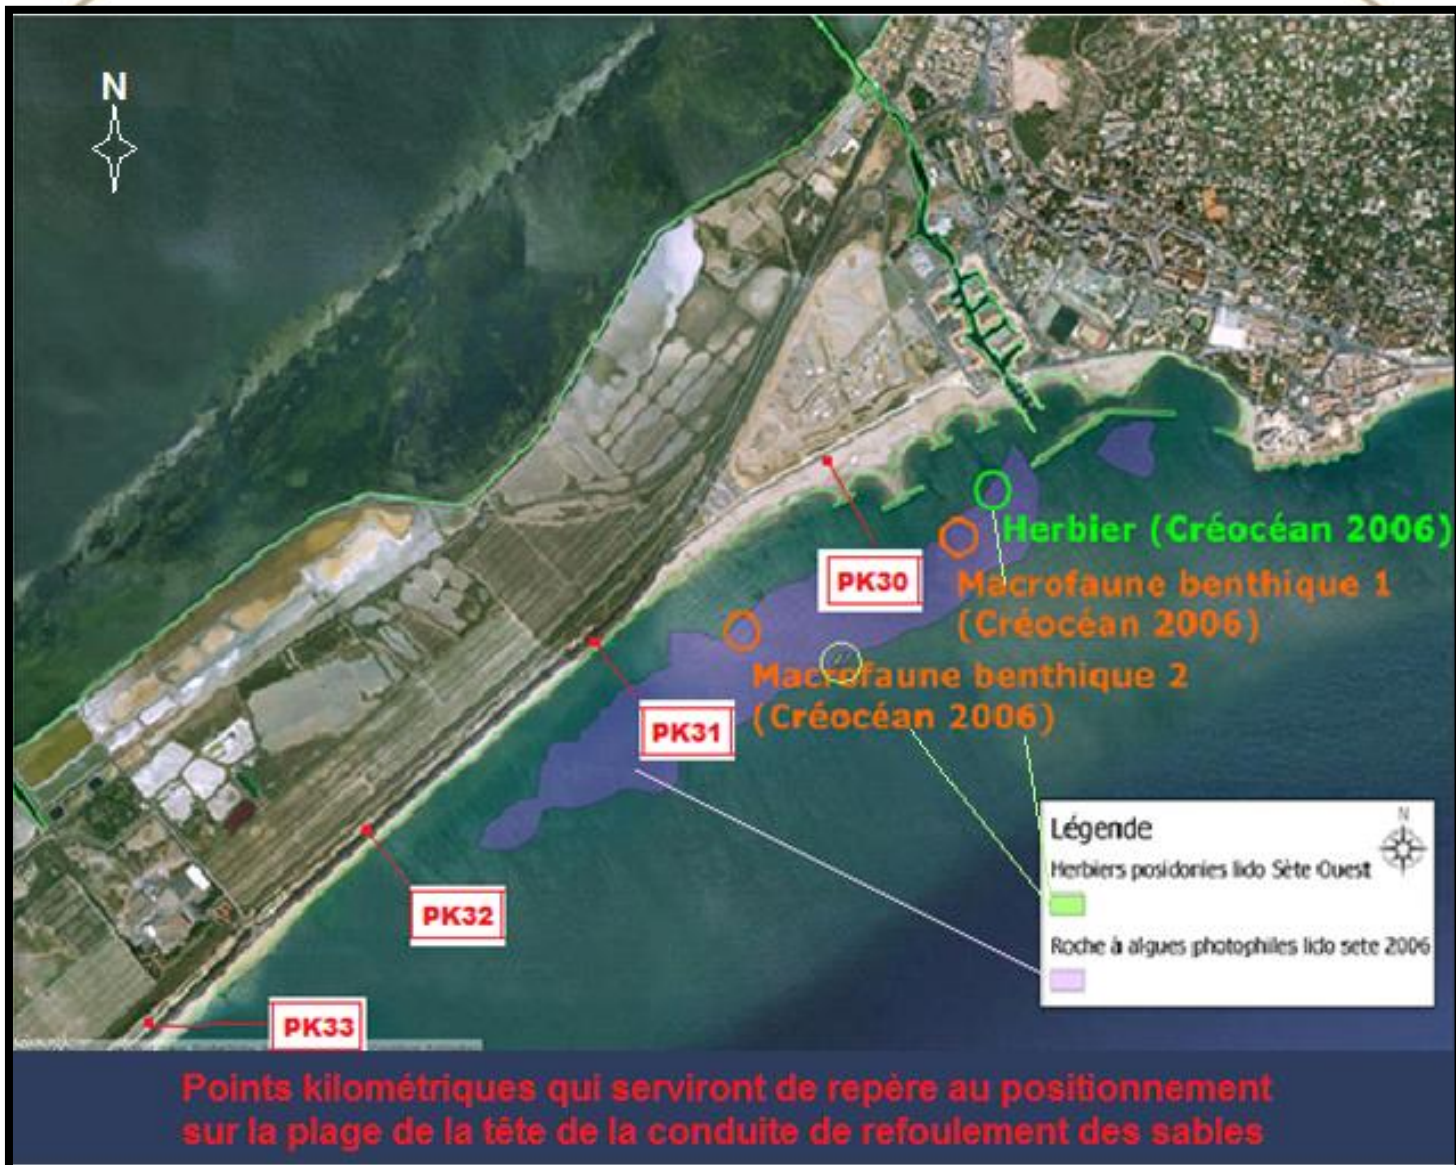 N
Herbier (Créocéan 2006)
PK30
Macrofaune benthique 1
(Créocéan 2006)
Macrofaune benthique 2
(Créocéan 2006)
PK31
Légende
N
Herbiers posidonies lido Sète Ouest
Roche à algues photophiles lido sete 2006
PK32
PK33
Points kilométriques qui serviront de repère au positionnement
sur la plage de la tête de la conduite de refoulement des sables